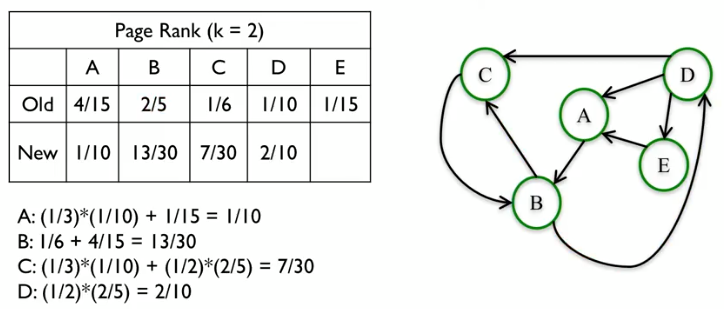 Page Rank (k = 2)
A B C D E
Old 4/15 2/5 1/6 1/10 1/15
New 1/10 13/30 7/30 2/10
A: (1/3)*(1/10) + 1/15 = 1/10
B: 1/6 + 4/15 = 13/30
C: (1/3)*(1/10) + (1/2)*(2/5) = 7/30
D: (1/2)*(2/5) = 2/10
C
D
A
E
B